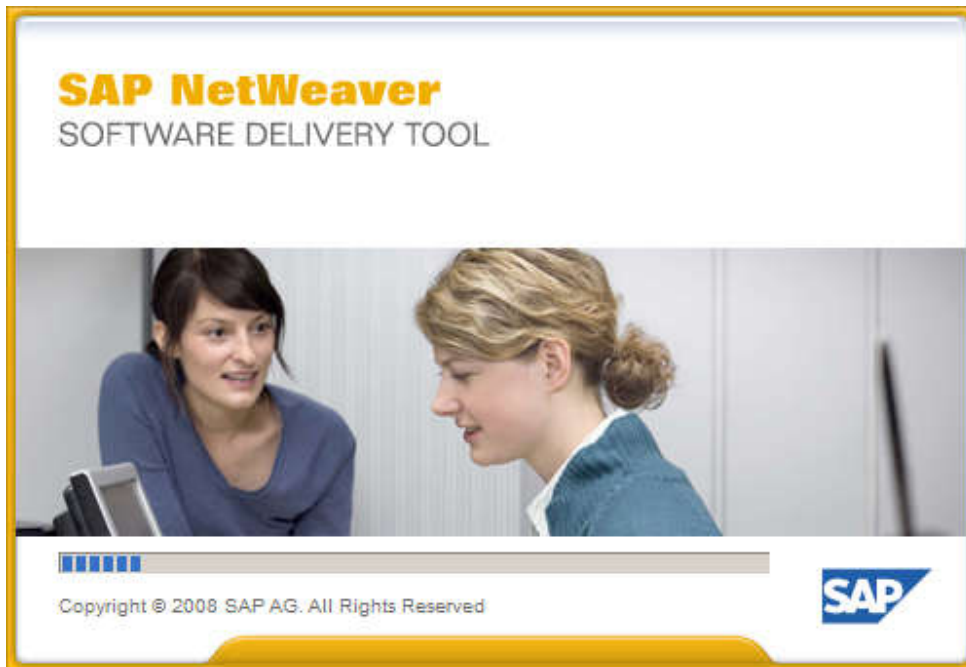 SAP NetWeaver
SOFTWARE DELIVERY TOOL
Copyright © 2008 SAP AG. All Rights Reserved
SAP